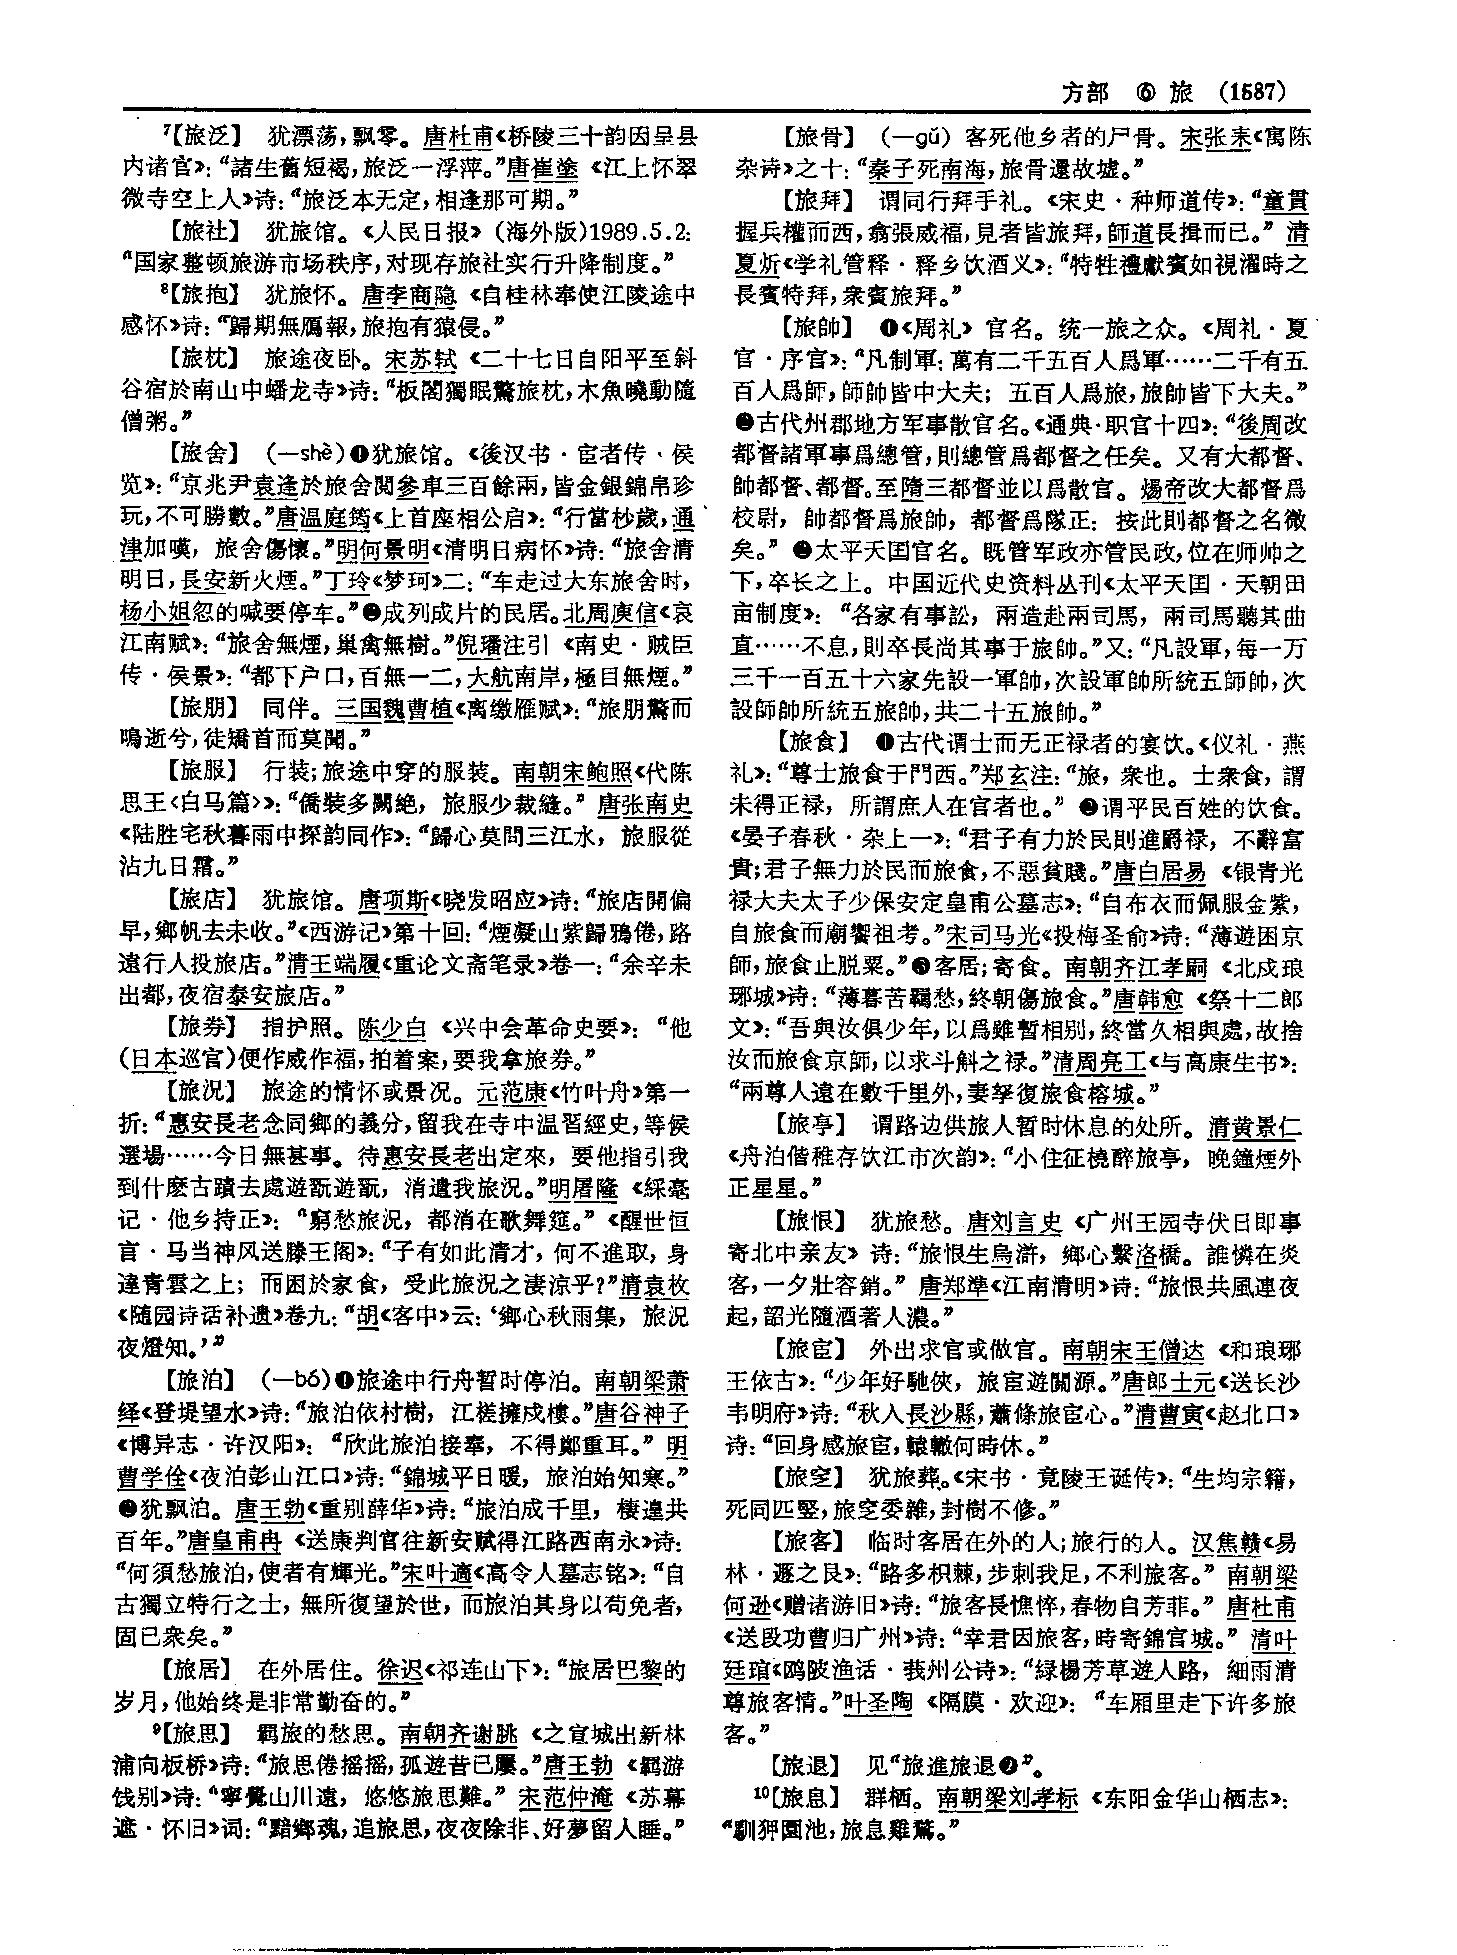 方部 ⑥ 旅 (1587)
⁷【旅泛】 犹漂荡,飘零。唐杜甫《桥陵三十韵因呈县
内诸官》:“諸生舊短褐,旅泛一浮萍。”唐崔塗《江上怀翠
微寺空上人》诗:“旅泛本无定,相逢那可期。”
【旅社】 犹旅馆。《人民日报》(海外版)1989.5.2:
“国家整顿旅游市场秩序,对现存旅社实行升降制度。”
⁸【旅抱】 犹旅怀。唐李商隐《自桂林奉使江陵途中
感怀》诗:“歸期無鴈報,旅抱有猿侵。”
【旅枕】 旅途夜卧。宋苏轼《二十七日自阳平至斜
谷宿於南山中蟠龙寺》诗:“板閣獨眠驚旅枕,木魚曉動隨
僧粥。”
【旅舍】 (—shè)❶犹旅馆。《後汉书·宦者传·侯
览》:“京兆尹袁逢於旅舍閲參車三百餘兩,皆金銀錦帛珍
玩,不可勝數。”唐温庭筠《上首座相公启》:“行當杪歲,通
津加嘆,旅舍傷懷。”明何景明《清明日病怀》诗:“旅舍清
明日,長安新火煙。”丁玲《梦珂》二:“车走过大东旅舍时,
杨小姐忽的喊要停车。”❷成列成片的民居。北周庾信《哀
江南赋》:“旅舍無煙,巢禽無樹。”倪璠注引《南史·贼臣
传·侯景》:“都下户口,百無一二,大航南岸,極目無煙。”
【旅朋】 同伴。三国魏曹植《离缴雁赋》:“旅朋驚而
鳴逝兮,徒矯首而莫聞。”
【旅服】 行装;旅途中穿的服装。南朝宋鲍照《代陈
思王〈白马篇〉》:“僑裝多闕絶,旅服少裁縫。”唐张南史
《陆胜宅秋暮雨中探韵同作》:“歸心莫問三江水,旅服從
沾九日霜。”
【旅店】 犹旅馆。唐项斯《晓发昭应》诗:“旅店開偏
早,鄉帆去未收。”《西游记》第十回:“煙凝山紫歸鴉倦,路
遠行人投旅店。”清王端履《重论文斋笔录》卷一:“余辛未
出都,夜宿泰安旅店。”
【旅券】 指护照。陈少白《兴中会革命史要》:“他
(日本巡官)便作威作福,拍着案,要我拿旅券。”
【旅况】 旅途的情怀或景况。元范康《竹叶舟》第一
折:“惠安長老念同鄉的義分,留我在寺中温習經史,等侯
選場……今日無甚事。待惠安長老出定來,要他指引我
到什麽古蹟去處遊翫遊翫,消遣我旅況。”明屠隆《綵毫
记·他乡持正》:“窮愁旅況,都消在歌舞筵。”《醒世恒
言·马当神风送滕王阁》:“子有如此清才,何不進取,身
達青雲之上;而困於家食,受此旅況之凄涼乎?”清袁枚
《随园诗话补遗》卷九:“胡《客中》云:‘鄉心秋雨集,旅況
夜燈知。’”
【旅泊】 (—bó)❶旅途中行舟暂时停泊。南朝梁萧
绎《登堤望水》诗:“旅泊依村樹,江槎擁戍樓。”唐谷神子
《博异志·许汉阳》:“欣此旅泊接奉,不得鄭重耳。”明
曹学佺《夜泊彭山江口》诗:“錦城平日暖,旅泊始知寒。”
❷犹飘泊。唐王勃《重别薛华》诗:“旅泊成千里,棲遑共
百年。”唐皇甫冉《送康判官往新安赋得江路西南永》诗:
“何須愁旅泊,使者有輝光。”宋叶適《高令人墓志铭》:“自
古獨立特行之士,無所復望於世,而旅泊其身以苟免者,
固已衆矣。”
【旅居】 在外居住。徐迟《祁连山下》:“旅居巴黎的
岁月,他始终是非常勤奋的。”
⁹【旅思】 羁旅的愁思。南朝齐谢朓《之宣城出新林
浦向板桥》诗:“旅思倦摇摇,孤遊昔已屢。”唐王勃《羁游
饯别》诗:“寧覺山川遠,悠悠旅思難。”宋范仲淹《苏幕
遮·怀旧》词:“黯鄉魂,追旅思,夜夜除非、好夢留人睡。”
【旅骨】 (—gǔ) 客死他乡者的尸骨。宋张耒《寓陈
杂诗》之十:“秦子死南海,旅骨還故墟。”
【旅拜】 谓同行拜手礼。《宋史·种师道传》:“童貫
握兵權而西,翕張威福,見者皆旅拜,師道長揖而已。”清
夏炘《学礼管释·释乡饮酒义》:“特牲禮獻賓如視濯時之
長賓特拜,衆賓旅拜。”
【旅帥】 ❶《周礼》官名。统一旅之众。《周礼·夏
官·序官》:“凡制軍:萬有二千五百人爲軍……二千有五
百人爲師,師帥皆中大夫;五百人爲旅,旅帥皆下大夫。”
❷古代州郡地方军事散官名。《通典·职官十四》:“後周改
都督諸軍事爲總管,則總管爲都督之任矣。又有大都督、
帥都督、都督。至隋三都督並以爲散官。煬帝改大都督爲
校尉,帥都督爲旅帥,都督爲隊正:按此則都督之名微
矣。”❸太平天囯官名。既管军政亦管民政,位在师帅之
下,卒长之上。中国近代史资料丛刊《太平天囯·天朝田
亩制度》:“各家有事訟,兩造赴兩司馬,兩司馬聽其曲
直……不息,則卒長尚其事于旅帥。”又:“凡設軍,每一万
三千一百五十六家先設一軍帥,次設軍帥所統五師帥,次
設師帥所統五旅帥,共二十五旅帥。”
【旅食】 ❶古代谓士而无正禄者的宴饮。《仪礼·燕
礼》:“尊士旅食于門西。”郑玄注:“旅,衆也。士衆食,謂
未得正禄,所謂庶人在官者也。”❷谓平民百姓的饮食。
《晏子春秋·杂上一》:“君子有力於民則進爵禄,不辭富
貴;君子無力於民而旅食,不惡貧賤。”唐白居易《银青光
禄大夫太子少保安定皇甫公墓志》:“自布衣而佩服金紫,
自旅食而廟饗祖考。”宋司马光《投梅圣俞》诗:“薄遊困京
師,旅食止脱粟。”❸客居;寄食。南朝齐江孝嗣《北戍琅
琊城》诗:“薄暮苦羈愁,終朝傷旅食。”唐韩愈《祭十二郎
文》:“吾與汝俱少年,以爲雖暫相别,終當久相與處,故捨
汝而旅食京師,以求斗斛之禄。”清周亮工《与高康生书》:
“兩尊人遠在數千里外,妻孥復旅食榕城。”
【旅亭】 谓路边供旅人暂时休息的处所。清黄景仁
《舟泊偕稚存饮江市次韵》:“小住征橈醉旅亭,晚鐘煙外
正星星。”
【旅恨】 犹旅愁。唐刘言史《广州王园寺伏日即事
寄北中亲友》诗:“旅恨生烏滸,鄉心繫洛橋。誰憐在炎
客,一夕壯容銷。”唐郑準《江南清明》诗:“旅恨共風連夜
起,韶光隨酒著人濃。”
【旅宦】 外出求官或做官。南朝宋王僧达《和琅琊
王依古》:“少年好馳俠,旅宦遊關源。”唐郎士元《送长沙
韦明府》诗:“秋入長沙縣,蕭條旅宦心。”清曹寅《赵北口》
诗:“回身感旅宦,轅轍何時休。”
【旅窆】 犹旅葬。《宋书·竟陵王诞传》:“生均宗籍,
死同匹竪,旅窆委雜,封樹不修。”
【旅客】 临时客居在外的人;旅行的人。汉焦赣《易
林·遯之艮》:“路多枳棘,步刺我足,不利旅客。”南朝梁
何逊《赠诸游旧》诗:“旅客長憔悴,春物自芳菲。”唐杜甫
《送段功曹归广州》诗:“幸君因旅客,時寄錦官城。”清叶
廷琯《鸥陂渔话·莪州公诗》:“緑楊芳草遊人路,細雨清
尊旅客情。”叶圣陶《隔膜·欢迎》:“车厢里走下许多旅
客。”
【旅退】 见“旅進旅退❷”。
¹⁰【旅息】 群栖。南朝梁刘孝标《东阳金华山栖志》:
“馴狎園池,旅息雞鶩。”